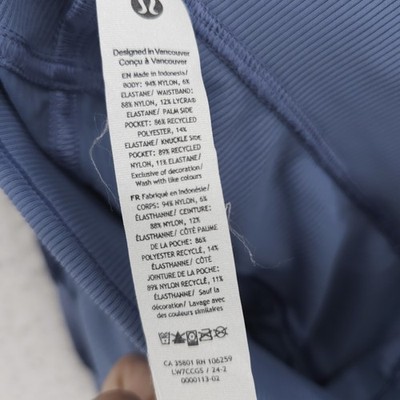 Designed in Vancouver
Conçu à Vancouver
EN Made in Indonesia/
BODY: 94% NYLON, 6%
ELASTANE/ WAISTBAND:
88% NYLON, 12% LYCRA®
ELASTANE/ PALM SIDE
POCKET: 86% RECYCLED
POLYESTER, 14%
ELASTANE/ KNUCKLE SIDE
POCKET: 89% RECYCLED
NYLON, 11% ELASTANE/
Exclusive of decoration/
Wash with like colours
FR Fabriqué en Indonésie/
CORPS: 94% NYLON, 6%
ÉLASTHANNE/ CEINTURE:
88% NYLON, 12%
ÉLASTHANNE/ CÔTÉ PAUME
DE LA POCHE: 86%
POLYESTER RECYCLÉ, 14%
ÉLASTHANNE/ CÔTÉ
JOINTURE DE LA POCHE:
89% NYLON RECYCLÉ, 11%
ÉLASTHANNE/ Sauf la
décoration/ Lavage avec
des couleurs similaires
CA 35801 RN 106259
LW7CCGS / 24-2
0000113-02